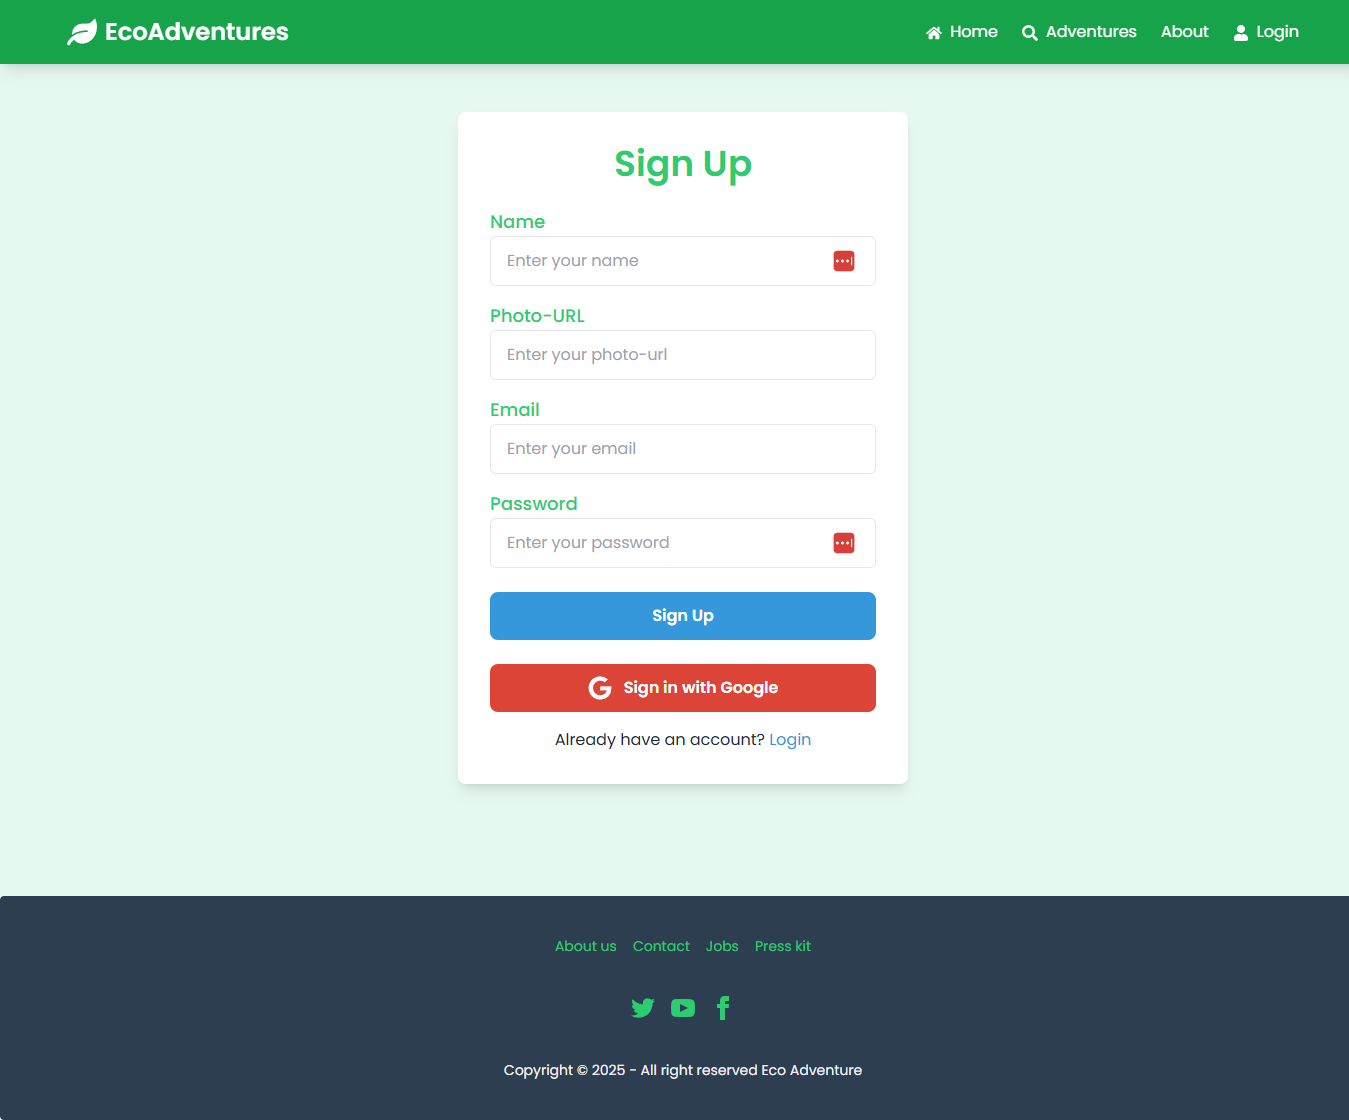 EcoAdventures
Home Adventures About Login
Sign Up
Name
Enter your name
Photo-URL
Enter your photo-url
Email
Enter your email
Password
Enter your password
Sign Up
Sign in with Google
Already have an account? Login
About us Contact Jobs Press kit
Copyright © 2025 - All right reserved Eco Adventure